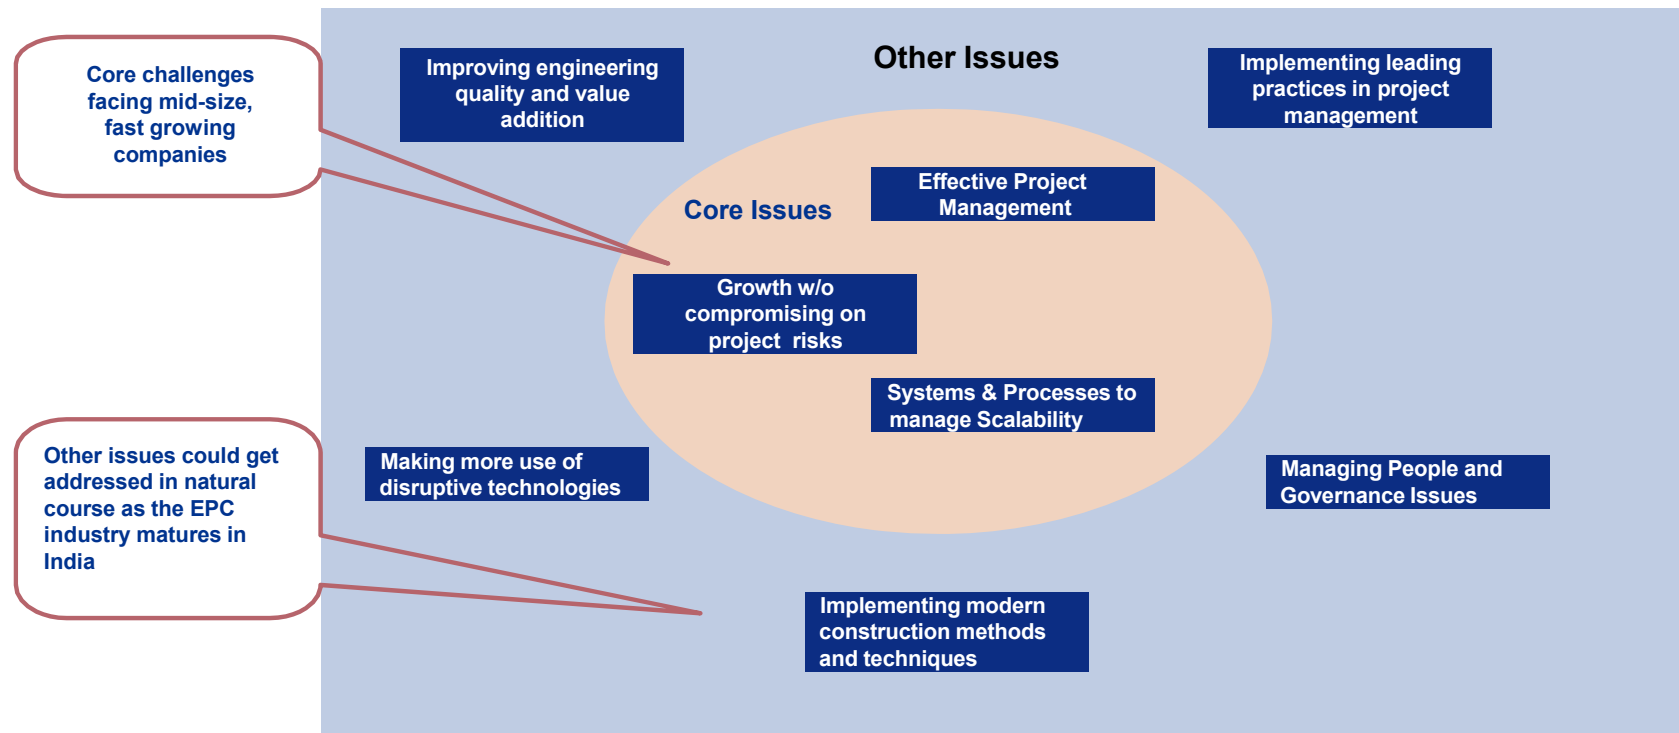 Core challenges
facing mid-size,
fast growing
companies
Improving engineering
quality and value
addition
Other Issues
Implementing leading
practices in project
management
Effective Project
Management
Core Issues
Growth w/o
compromising on
project risks
Systems & Processes to
manage Scalability
Other issues could get
addressed in natural
course as the EPC
industry matures in
India
Making more use of
disruptive technologies
Managing People and
Governance Issues
Implementing modern
construction methods
and techniques